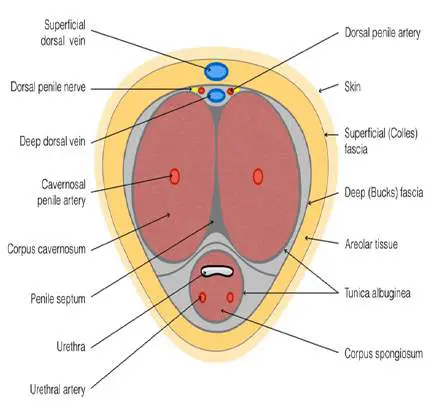 Superficial
dorsal vein
Dorsal penile nerve
Deep dorsal vein
Cavernosal
penile artery
Corpus cavernosum
Penile septum
Urethra
Urethral artery
Dorsal penile artery
Skin
Superficial (Colles)
fascia
Deep (Bucks) fascia
Areolar tissue
Tunica albuginea
Corpus spongiosum